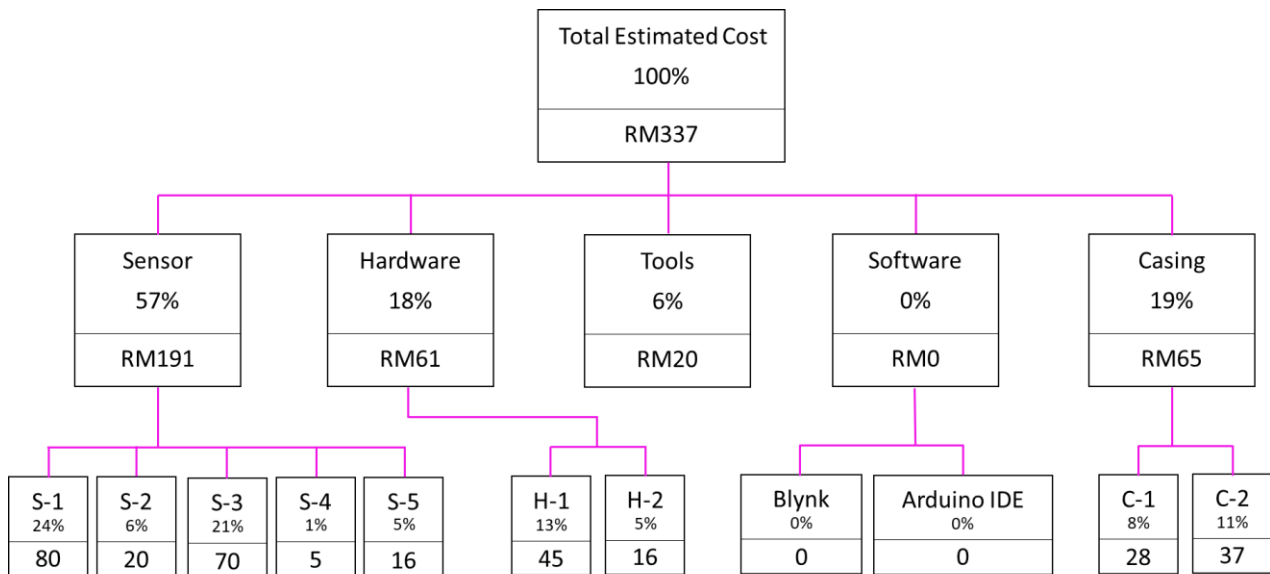 Total Estimated Cost
100%
RM337
Sensor
57%
RM191
Hardware
18%
RM61
Tools
6%
RM20
Software
0%
RM0
Casing
19%
RM65
S-1
24%
80
S-2
6%
20
S-3
21%
70
S-4
1%
5
S-5
5%
16
H-1
13%
45
H-2
5%
16
Blynk
0%
0
Arduino IDE
0%
0
C-1
8%
28
C-2
11%
37